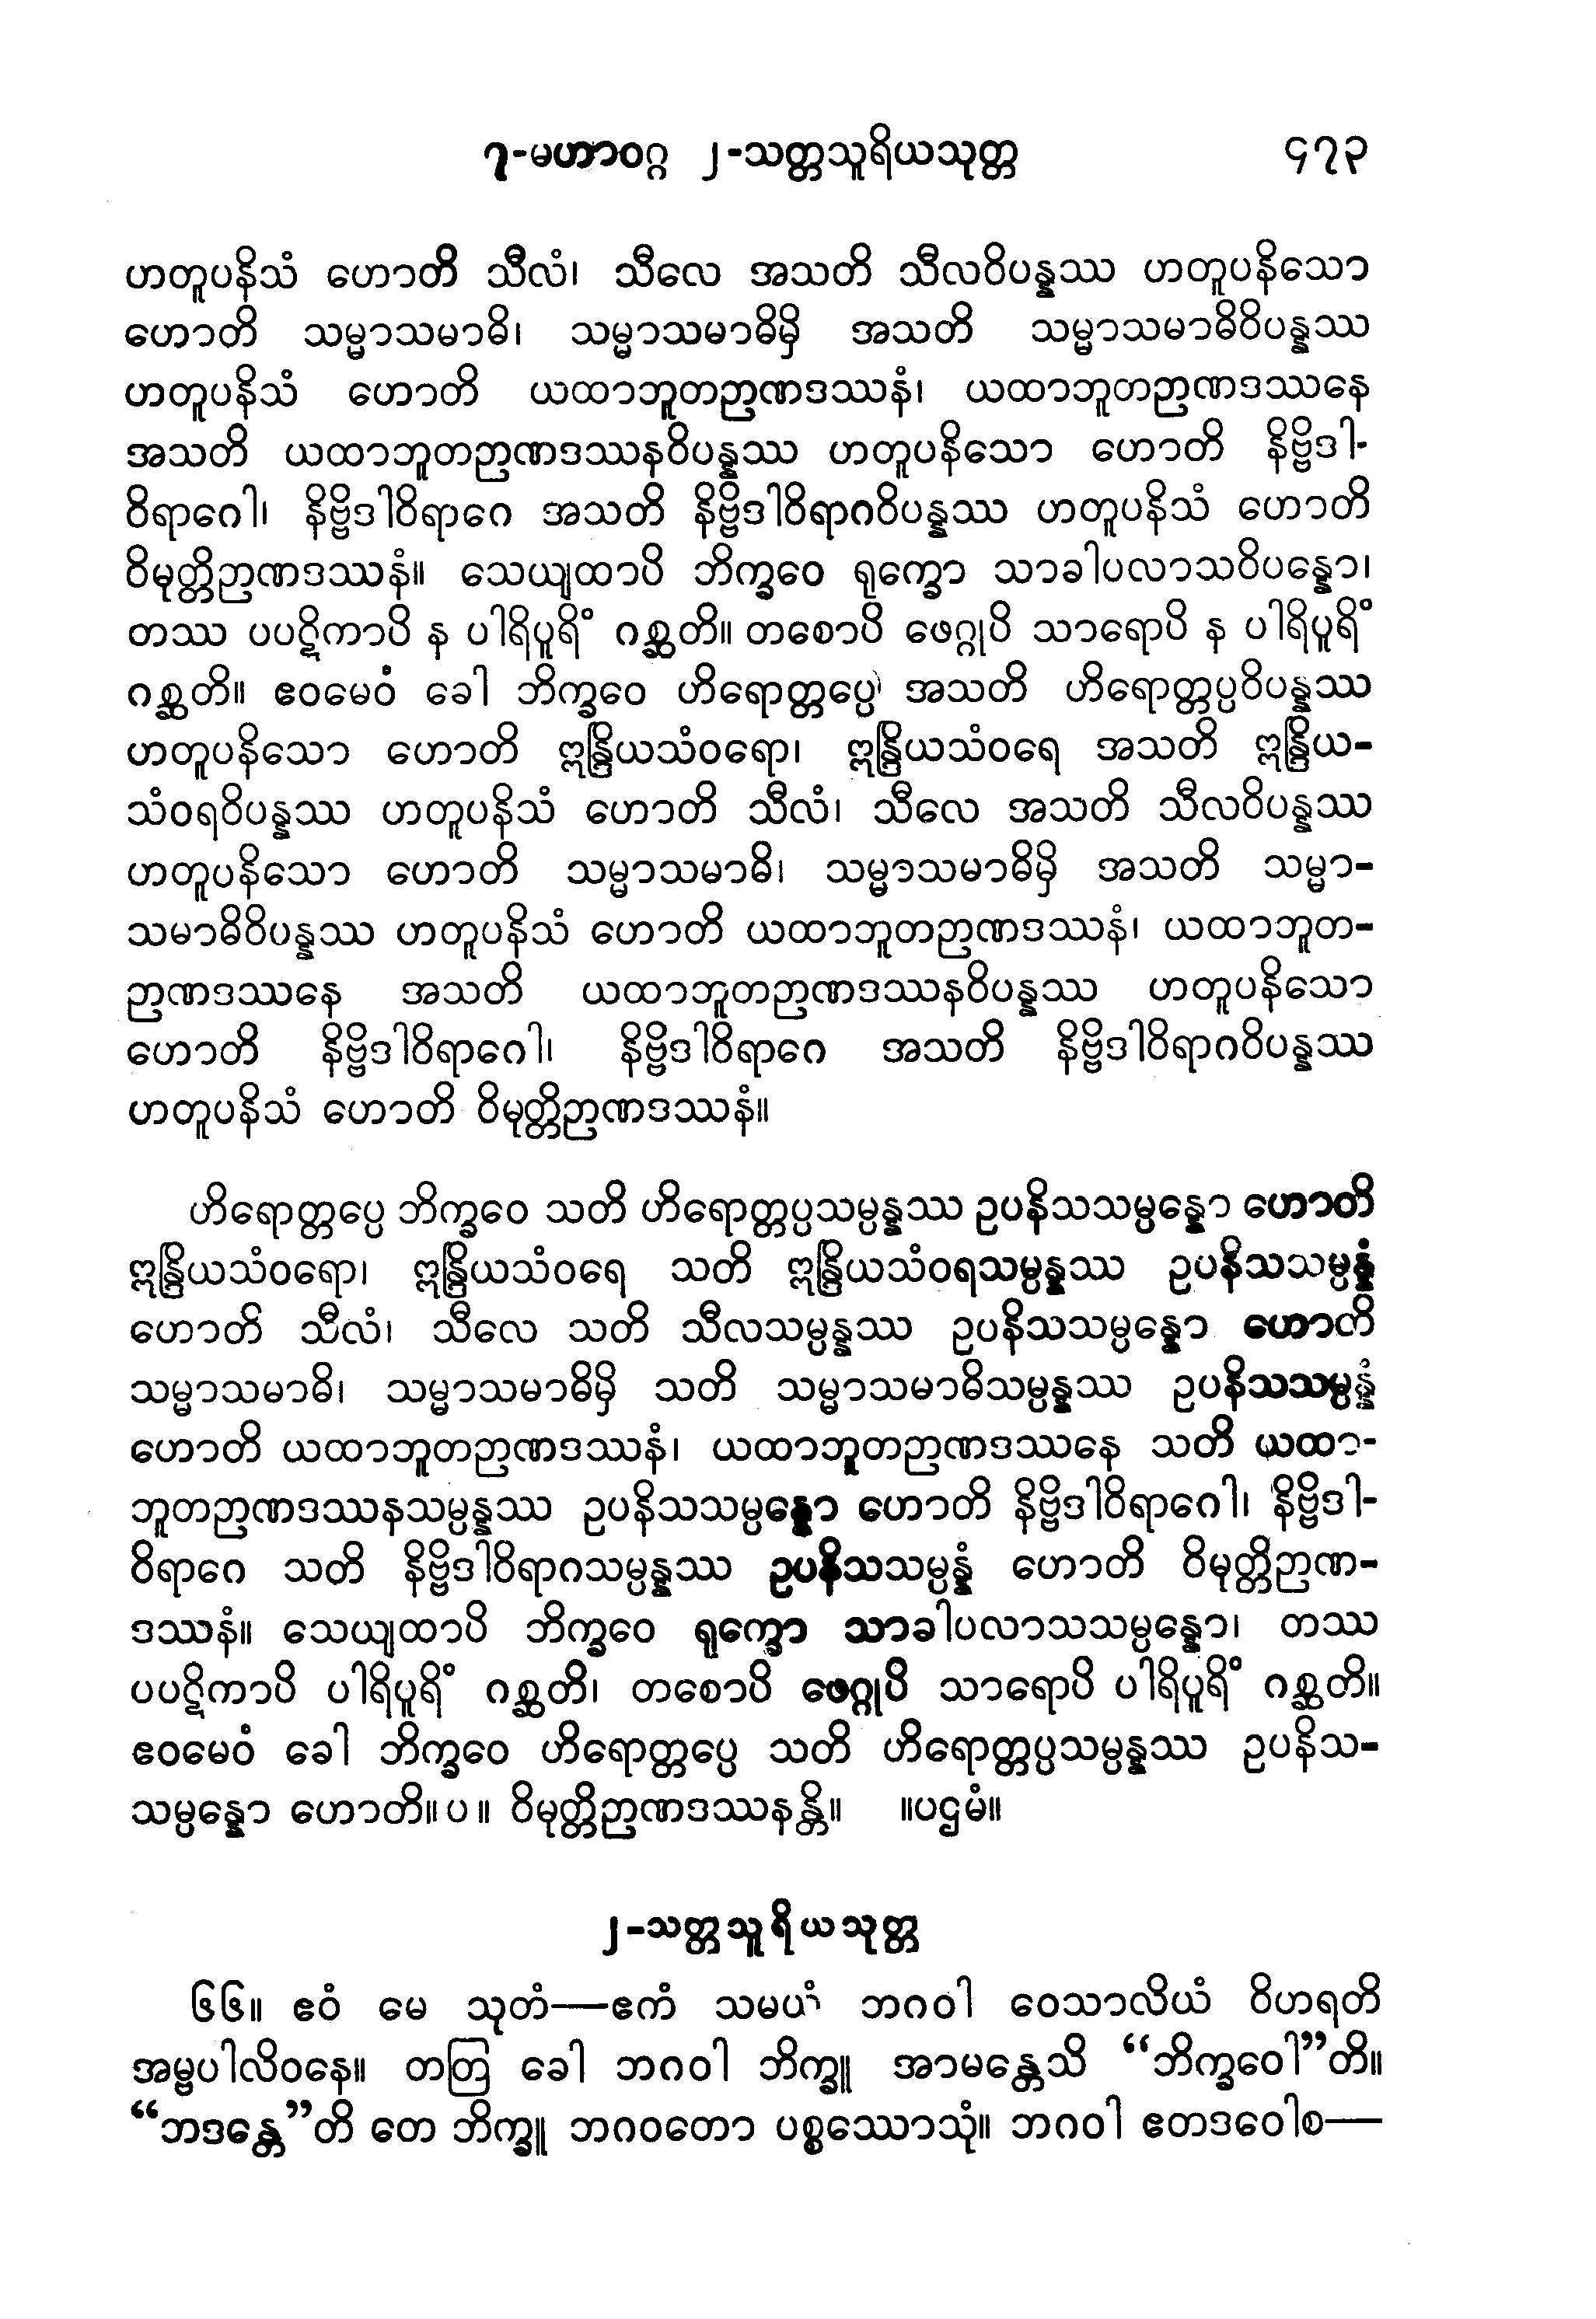 ၇-မဟာဝဂ္ဂ ၂-သတ္တသူရိယသုတ္တ ၄၇၃
ဟတူပနိသံ ဟောတိ သီလံ၊ သီလေ အသတိ သီလဝိပန္နဿ ဟတူပနိသော
ဟောတိ သမ္မာသမာဓိ၊ သမ္မာသမာဓိမှိ အသတိ သမ္မာသမာဓိဝိပန္နဿ
ဟတူပနိသံ ဟောတိ ယထာဘူတဉာဏဒဿနံ၊ ယထာဘူတဉာဏဒဿနေ
အသတိ ယထာဘူတဉာဏဒဿနဝိပန္နဿ ဟတူပနိသော ဟောတိ နိဗ္ဗိဒါ-
ဝိရာဂေါ၊ နိဗ္ဗိဒါဝိရာဂေ အသတိ နိဗ္ဗိဒါဝိရာဂဝိပန္နဿ ဟတူပနိသံ ဟောတိ
ဝိမုတ္တိဉာဏဒဿနံ။ သေယျထာပိ ဘိက္ခဝေ ရုက္ခော သာခါပလာသဝိပန္နော၊
တဿ ပပဋိကာပိ န ပါရိပူရိံ ဂစ္ဆတိ။ တစောပိ ဖေဂ္ဂုပိ သာရောပိ န ပါရိပူရိံ
ဂစ္ဆတိ။ ဧဝမေဝံ ခေါ ဘိက္ခဝေ ဟိရောတ္တပ္ပေ အသတိ ဟိရောတ္တပ္ပဝိပန္နဿ
ဟတူပနိသော ဟောတိ ဣန္ဒြိယသံဝရော၊ ဣန္ဒြိယသံဝရေ အသတိ ဣန္ဒြိယ-
သံဝရဝိပန္နဿ ဟတူပနိသံ ဟောတိ သီလံ၊ သီလေ အသတိ သီလဝိပန္နဿ
ဟတူပနိသော ဟောတိ သမ္မာသမာဓိ၊ သမ္မာသမာဓိမှိ အသတိ သမ္မာ-
သမာဓိဝိပန္နဿ ဟတူပနိသံ ဟောတိ ယထာဘူတဉာဏဒဿနံ၊ ယထာဘူတ-
ဉာဏဒဿနေ အသတိ ယထာဘူတဉာဏဒဿနဝိပန္နဿ ဟတူပနိသော
ဟောတိ နိဗ္ဗိဒါဝိရာဂေါ၊ နိဗ္ဗိဒါဝိရာဂေ အသတိ နိဗ္ဗိဒါဝိရာဂဝိပန္နဿ
ဟတူပနိသံ ဟောတိ ဝိမုတ္တိဉာဏဒဿနံ။
ဟိရောတ္တပ္ပေ ဘိက္ခဝေ သတိ ဟိရောတ္တပ္ပသမ္ပန္နဿ ဥပနိသသမ္ပန္နော ဟောတိ
ဣန္ဒြိယသံဝရော၊ ဣန္ဒြိယသံဝရေ သတိ ဣန္ဒြိယသံဝရသမ္ပန္နဿ ဥပနိသသမ္ပန္နံ
ဟောတိ သီလံ၊ သီလေ သတိ သီလသမ္ပန္နဿ ဥပနိသသမ္ပန္နော ဟောတိ
သမ္မာသမာဓိ၊ သမ္မာသမာဓိမှိ သတိ သမ္မာသမာဓိသမ္ပန္နဿ ဥပနိသသမ္ပန္နံ
ဟောတိ ယထာဘူတဉာဏဒဿနံ၊ ယထာဘူတဉာဏဒဿနေ သတိ ယထာ-
ဘူတဉာဏဒဿနသမ္ပန္နဿ ဥပနိသသမ္ပန္နော ဟောတိ နိဗ္ဗိဒါဝိရာဂေါ၊ နိဗ္ဗိဒါ-
ဝိရာဂေ သတိ နိဗ္ဗိဒါဝိရာဂသမ္ပန္နဿ ဥပနိသသမ္ပန္နံ ဟောတိ ဝိမုတ္တိဉာဏ-
ဒဿနံ။ သေယျထာပိ ဘိက္ခဝေ ရုက္ခော သာခါပလာသသမ္ပန္နော၊ တဿ
ပပဋိကာပိ ပါရိပူရိံ ဂစ္ဆတိ၊ တစောပိ ဖေဂ္ဂုပိ သာရောပိ ပါရိပူရိံ ဂစ္ဆတိ။
ဧဝမေဝံ ခေါ ဘိက္ခဝေ ဟိရောတ္တပ္ပေ သတိ ဟိရောတ္တပ္ပသမ္ပန္နဿ ဥပနိသ-
သမ္ပန္နော ဟောတိ။ ပ ။ ဝိမုတ္တိဉာဏဒဿနန္တိ။ ။ပဌမံ။
၂-သတ္တသူရိယသုတ္တ
၆၆။ ဧဝံ မေ သုတံ—ဧကံ သမယံ ဘဂဝါ ဝေသာလိယံ ဝိဟရတိ
အမ္ဗပါလိဝနေ။ တတြ ခေါ ဘဂဝါ ဘိက္ခူ အာမန္တေသိ “ဘိက္ခဝေါ”တိ။
“ဘဒန္တေ”တိ တေ ဘိက္ခူ ဘဂဝတော ပစ္စဿောသုံ။ ဘဂဝါ ဧတဒဝေါစ—